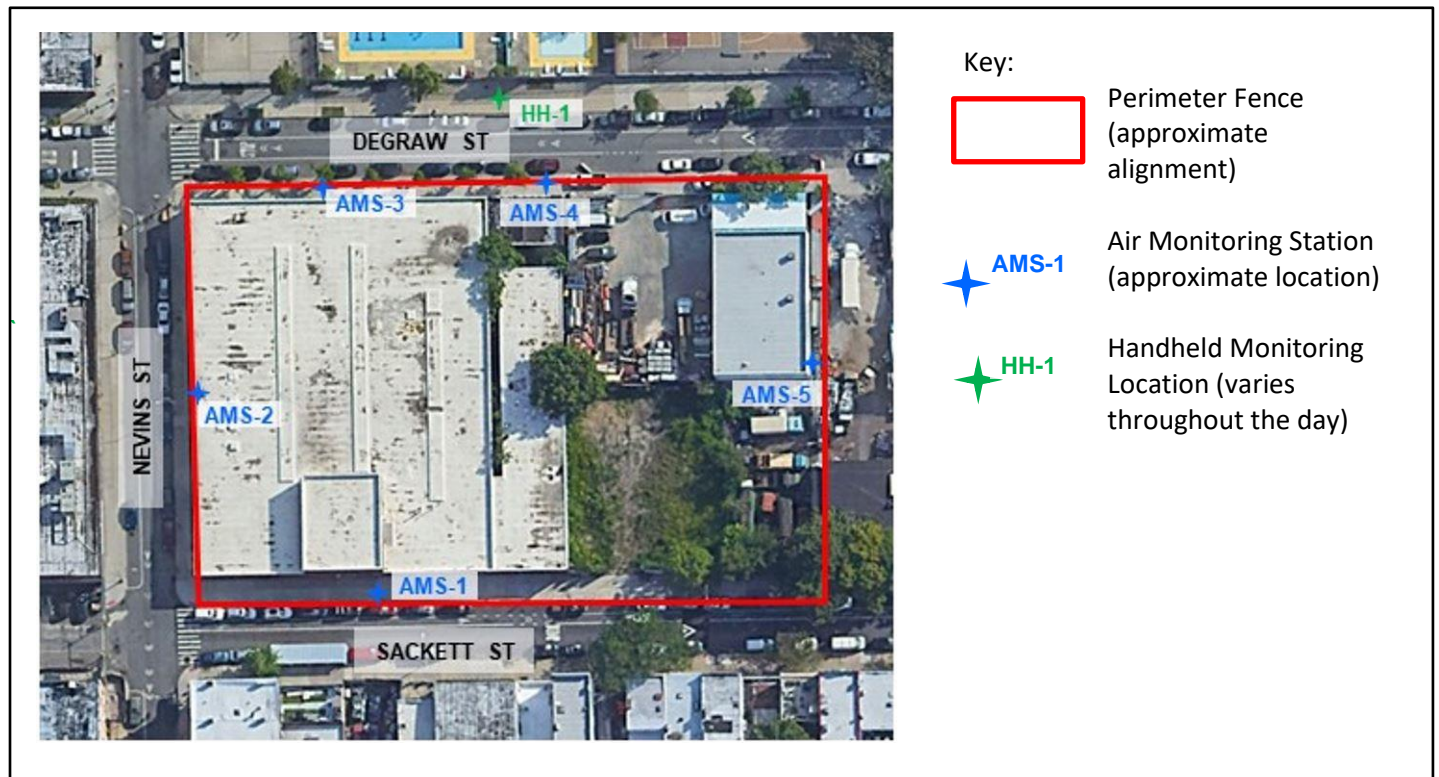 HH-1
DEGRAW ST
AMS-3
AMS-4
AMS-2
AMS-5
NEVINS ST
AMS-1
SACKETT ST
Key:
Perimeter Fence
(approximate
alignment)
AMS-1
Air Monitoring Station
(approximate location)
HH-1
Handheld Monitoring
Location (varies
throughout the day)